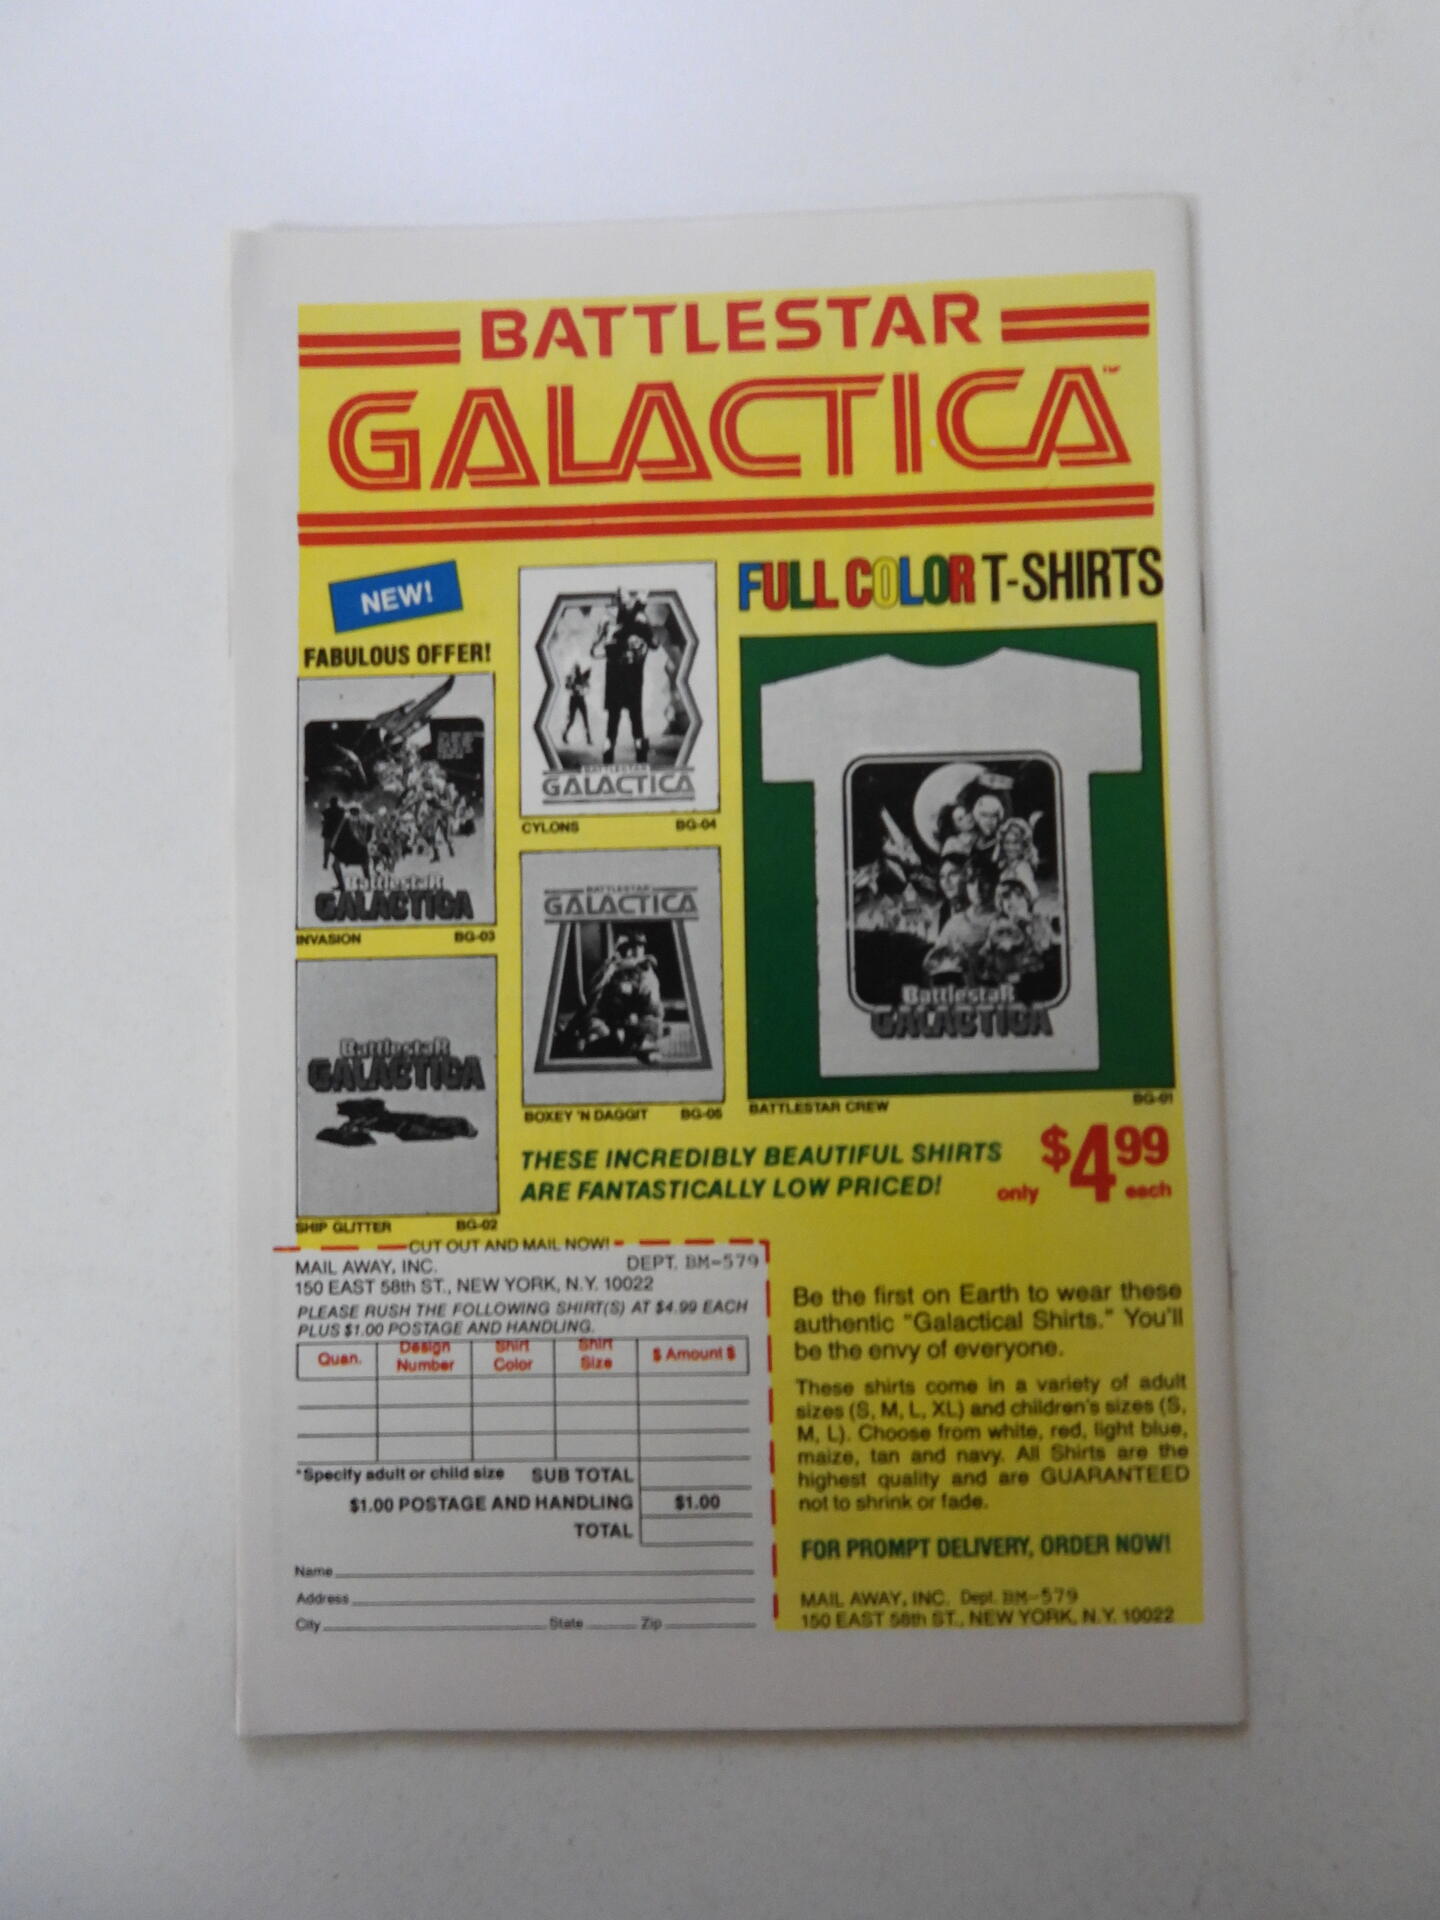 BATTLESTAR
GALACTICA™
NEW!
FABULOUS OFFER!
FULL COLOR T-SHIRTS
BattlestaR
GALACTICA
INVASION BG-03
BATTLESTAR
GALACTICA
CYLONS BG-04
BattlestaR
GALACTICA
SHIP GLITTER BG-02
BATTLESTAR
GALACTICA
BOXEY 'N DAGGIT BG-05
BattlestaR
GALACTICA
BATTLESTAR CREW BG-01
THESE INCREDIBLY BEAUTIFUL SHIRTS
ARE FANTASTICALLY LOW PRICED!
only $4.99 each
CUT OUT AND MAIL NOW!
MAIL AWAY, INC. DEPT. BM-579
150 EAST 58th ST., NEW YORK, N.Y. 10022
PLEASE RUSH THE FOLLOWING SHIRT(S) AT $4.99 EACH
PLUS $1.00 POSTAGE AND HANDLING.
Quan. Design Number Shirt Color Shirt Size $ Amount $
*Specify adult or child size SUB TOTAL
$1.00 POSTAGE AND HANDLING $1.00
TOTAL
Name
Address
City State Zip
Be the first on Earth to wear these
authentic "Galactical Shirts." You'll
be the envy of everyone.
These shirts come in a variety of adult
sizes (S, M, L, XL) and children's sizes (S,
M, L). Choose from white, red, light blue,
maize, tan and navy. All Shirts are the
highest quality and are GUARANTEED
not to shrink or fade.
FOR PROMPT DELIVERY, ORDER NOW!
MAIL AWAY, INC. Dept. BM-579
150 EAST 58th ST., NEW YORK, N.Y. 10022